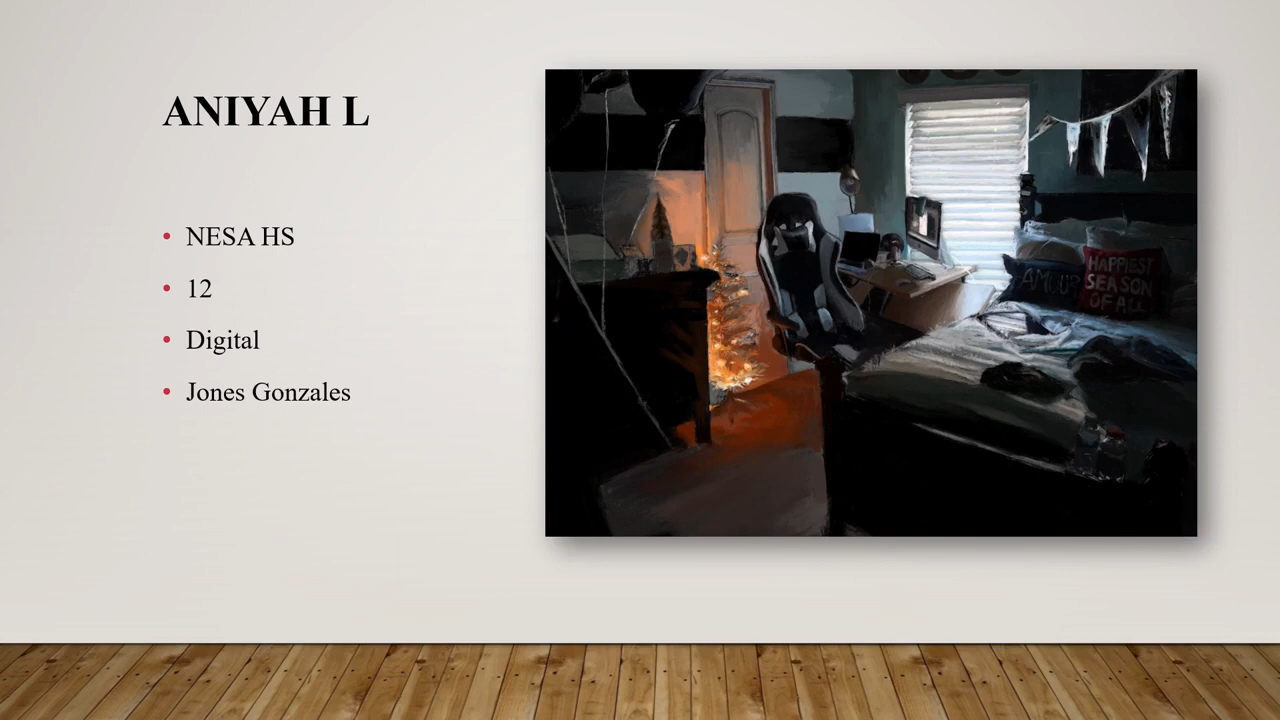 ANIYAH L
NESA HS
12
Digital
Jones Gonzales
AMOUR
HAPPIEST
SEASON
OF ALL